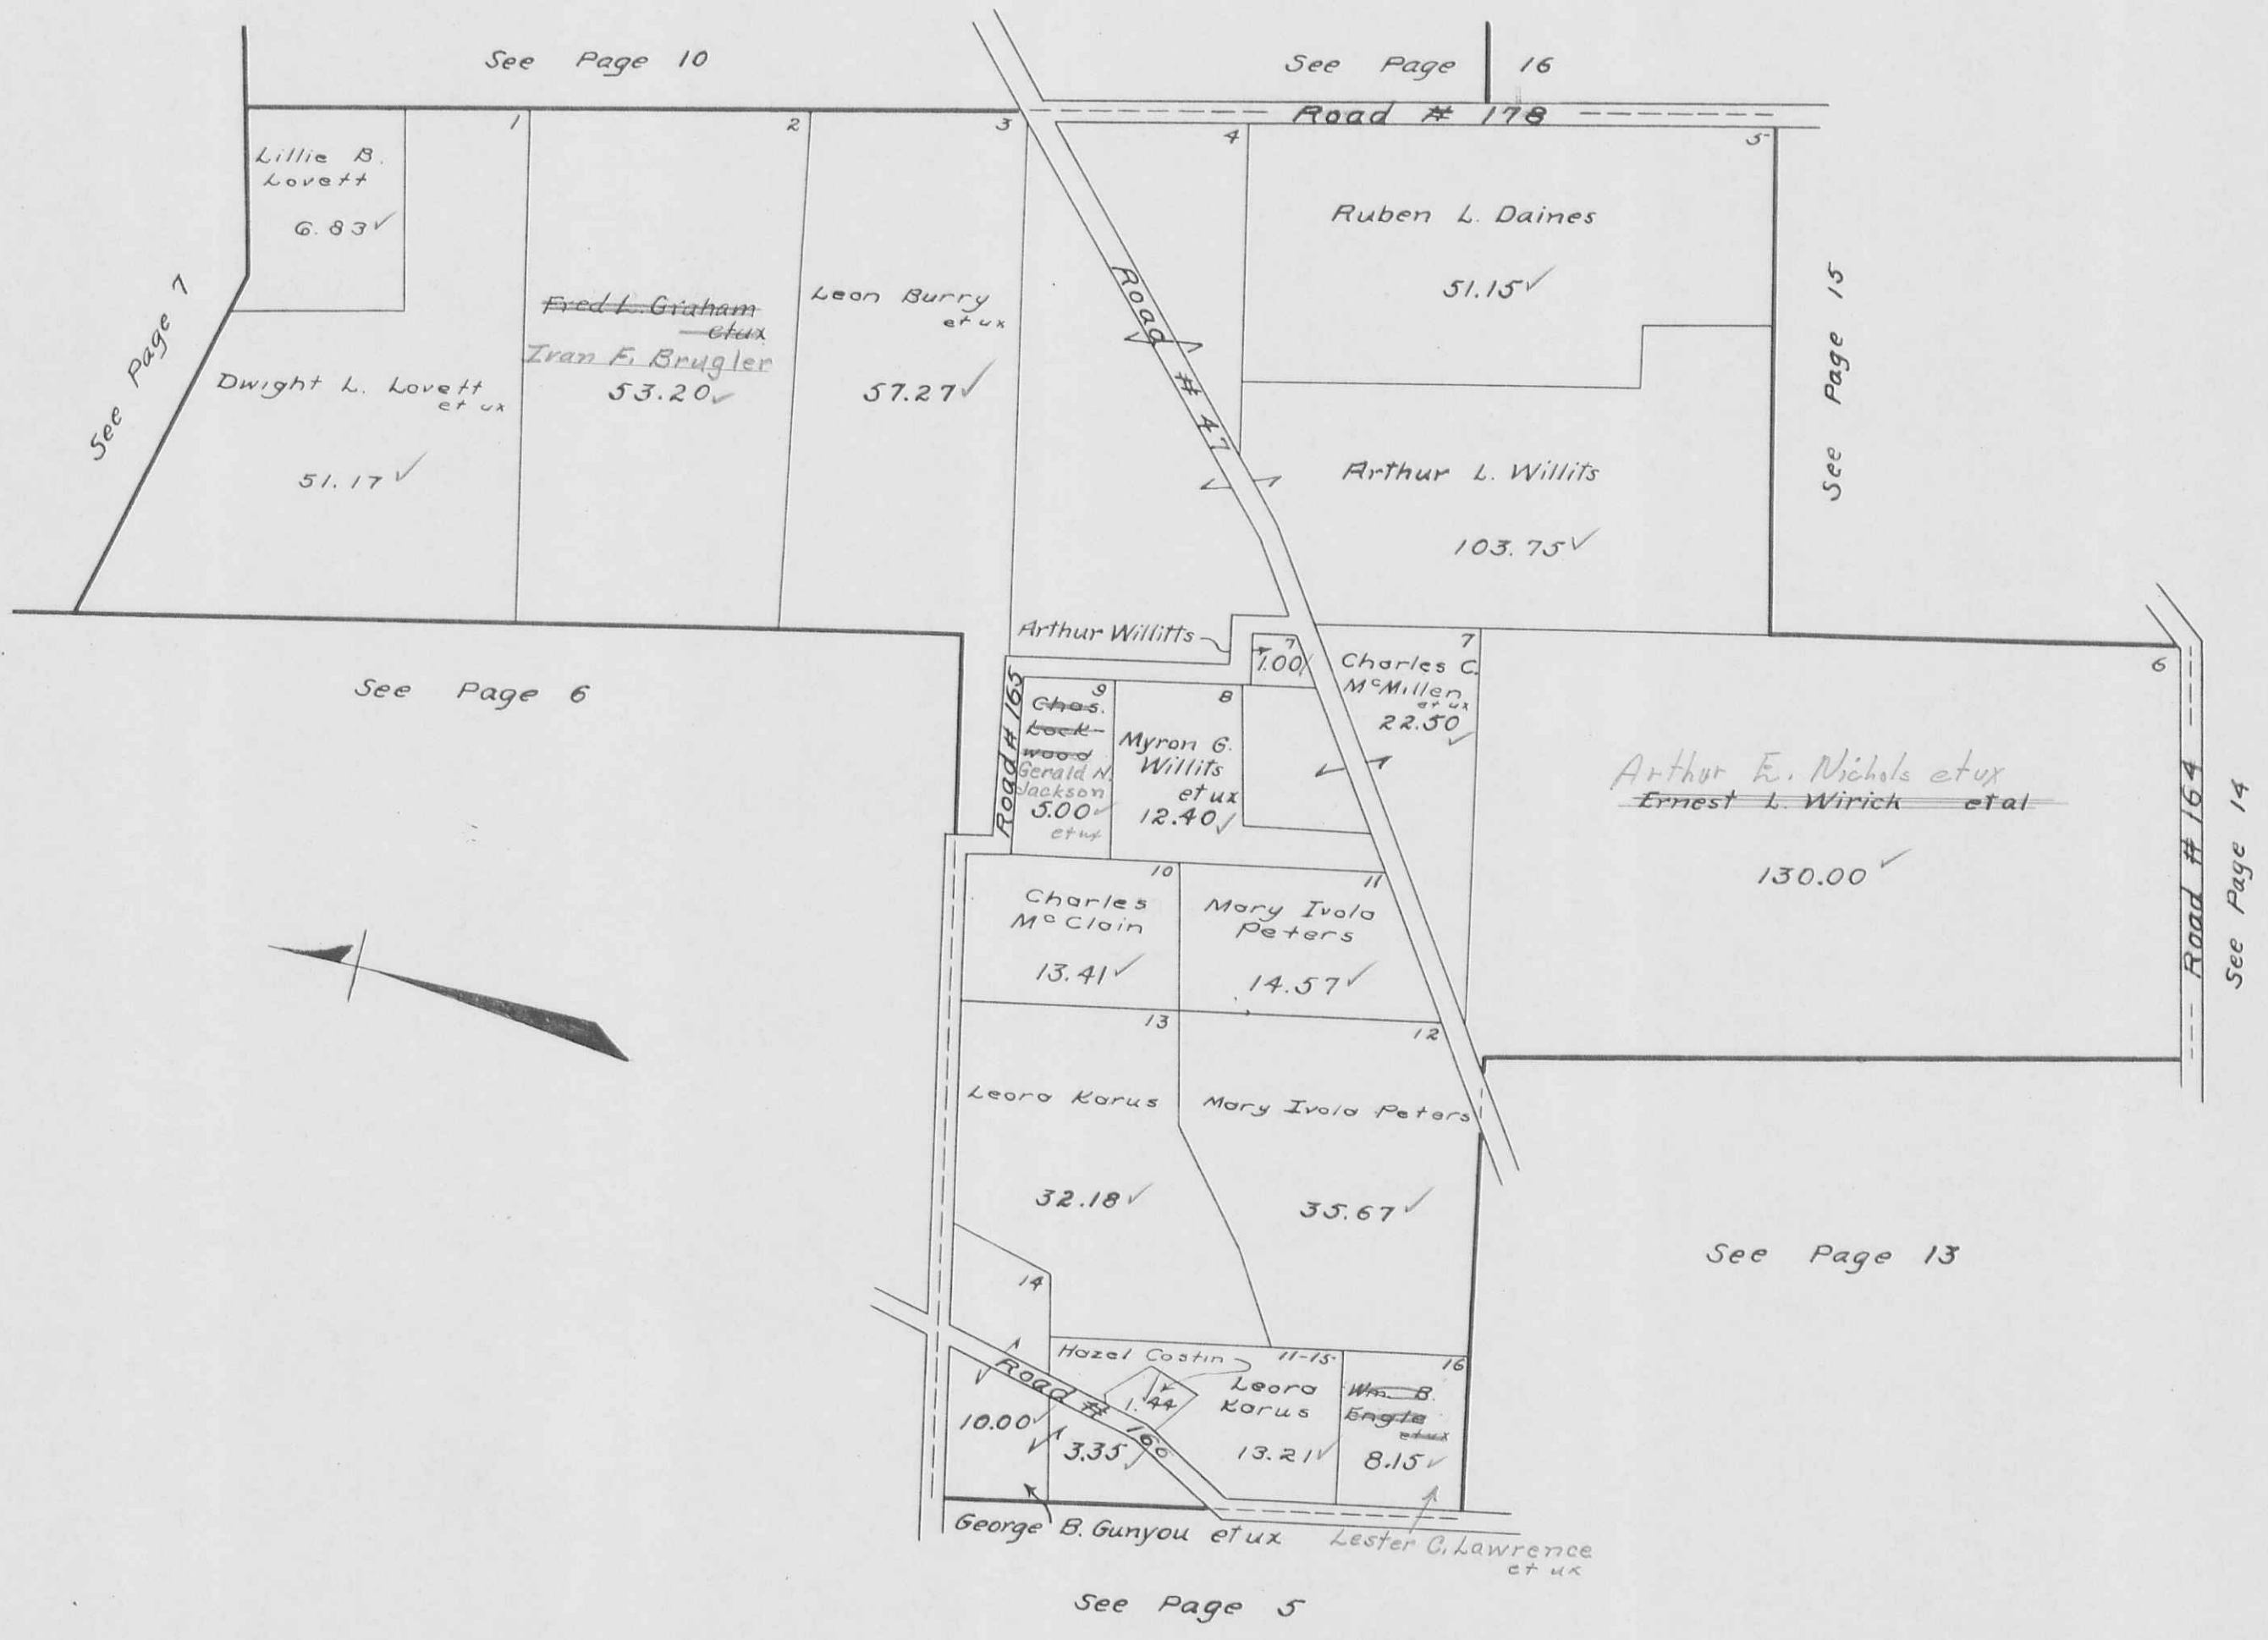 See Page 10
See Page 16
Road # 178
1
2
3
4
5
Lillie B.
Lovett
6.83✓
Ruben L. Daines
51.15✓
See Page 7
See Page 15
Road # 47
Fred L. Graham
et ux
Ivan F. Brugler
53.20✓
Leon Burry
et ux
57.27✓
Dwight L. Lovett
et ux
51.17✓
Arthur L. Willits
103.75✓
Arthur Willitts
7
1.00
7
Charles C.
McMillen
et ux
22.50
✓
6
See Page 6
Road # 165
9
Chas.
Lock-
wood
Gerald N.
Jackson
5.00✓
et ux
8
Myron G.
Willits
et ux
12.40✓
Arthur E. Nichols et ux
Ernest L. Wirick et al
130.00✓
Road # 164
See Page 14
10
Charles
McClain
13.41✓
11
Mary Ivola
Peters
14.57✓
13
Leora Karus
32.18✓
12
Mary Ivola Peters
35.67✓
See Page 13
14
Road # 160
10.00✓
3.35✓
Hazel Costin
1.44
11-15
Leora
Karus
13.21✓
16
Wm. B.
Engle
et ux
8.15✓
George B. Gunyou et ux
Lester C. Lawrence
et ux
See Page 5